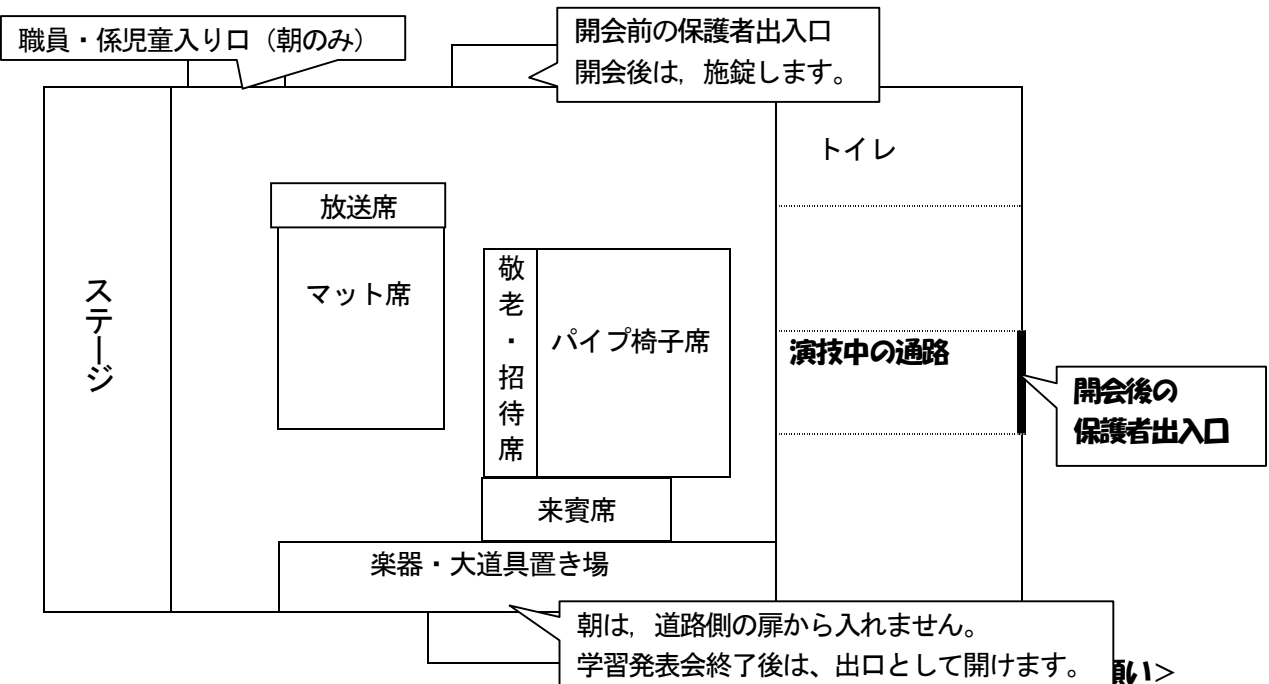 職員・係児童入り口（朝のみ）
開会前の保護者出入口
開会後は，施錠します。
トイレ
放送席
マット席
ステージ
敬老・招待席
パイプ椅子席
演技中の通路
開会後の
保護者出入口
来賓席
楽器・大道具置き場
朝は，道路側の扉から入れません。
学習発表会終了後は、出口として開けます。
願い>